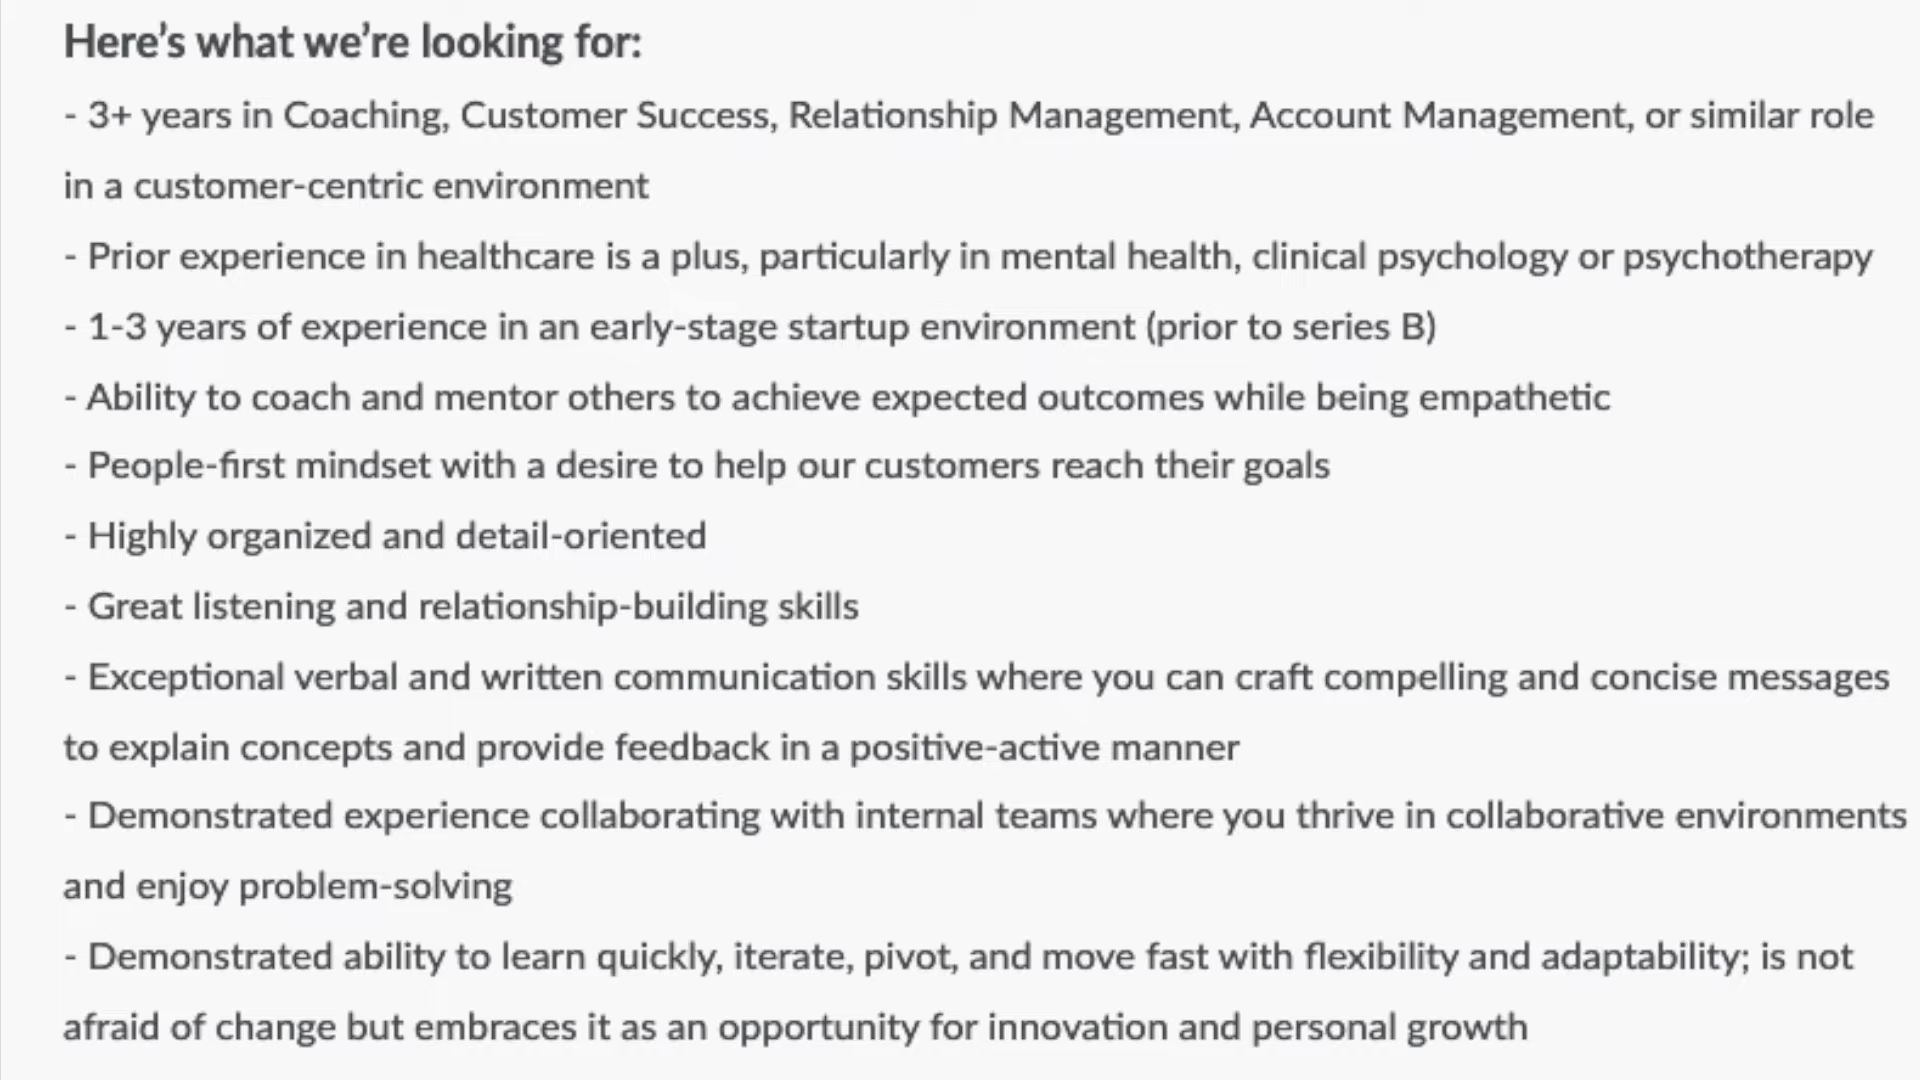 Here’s what we’re looking for:
- 3+ years in Coaching, Customer Success, Relationship Management, Account Management, or similar role
in a customer-centric environment
- Prior experience in healthcare is a plus, particularly in mental health, clinical psychology or psychotherapy
- 1-3 years of experience in an early-stage startup environment (prior to series B)
- Ability to coach and mentor others to achieve expected outcomes while being empathetic
- People-first mindset with a desire to help our customers reach their goals
- Highly organized and detail-oriented
- Great listening and relationship-building skills
- Exceptional verbal and written communication skills where you can craft compelling and concise messages
to explain concepts and provide feedback in a positive-active manner
- Demonstrated experience collaborating with internal teams where you thrive in collaborative environments
and enjoy problem-solving
- Demonstrated ability to learn quickly, iterate, pivot, and move fast with flexibility and adaptability; is not
afraid of change but embraces it as an opportunity for innovation and personal growth